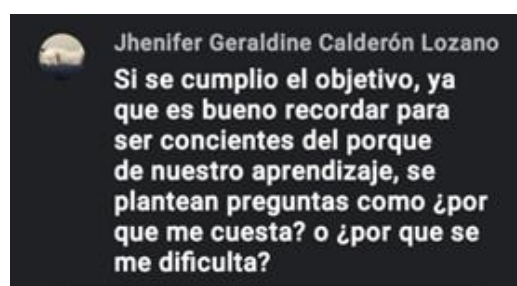 Jhenifer Geraldine Calderón Lozano
Si se cumplio el objetivo, ya
que es bueno recordar para
ser concientes del porque
de nuestro aprendizaje, se
plantean preguntas como ¿por
que me cuesta? o ¿por que se
me dificulta?